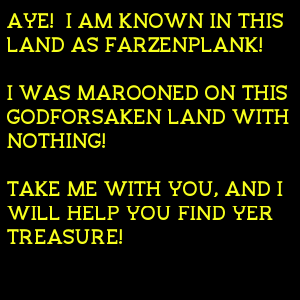 AYE!  I AM KNOWN IN THIS
LAND AS FARZENPLANK!

I WAS MAROONED ON THIS
GODFORSAKEN LAND WITH
NOTHING!

TAKE ME WITH YOU, AND I
WILL HELP YOU FIND YER
TREASURE!